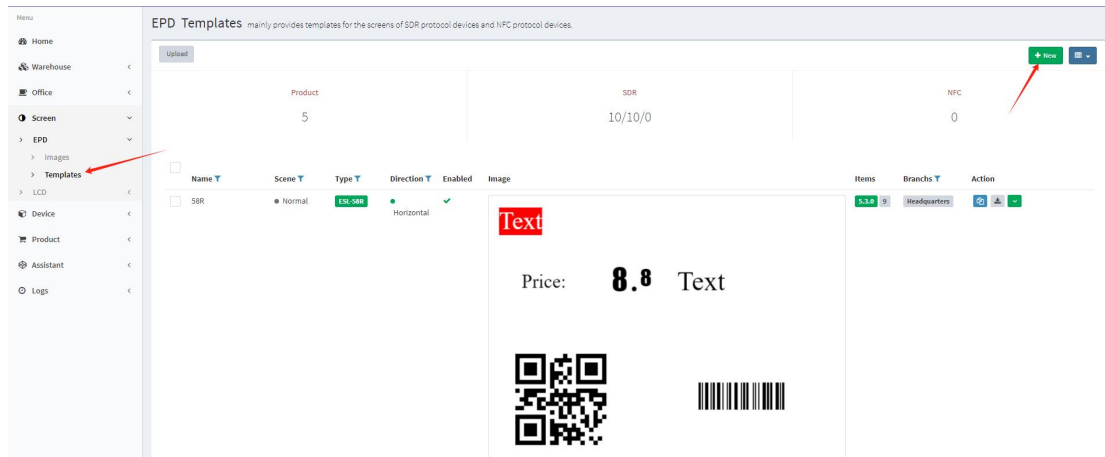 Menu
Home
Warehouse
Office
Screen
EPD
Images
Templates
LCD
Device
Product
Assistant
Logs
EPD Templates mainly provides templates for the screens of SDR protocol devices and NFC protocol devices.
Upload
+ New
Product SDR NFC
5 10/10/0 0
Name Scene Type Direction Enabled Image Items Branchs Action
58R Normal ESL-58R Horizontal 5.3.0 9 Headquarters
Text
Price: 8.8 Text